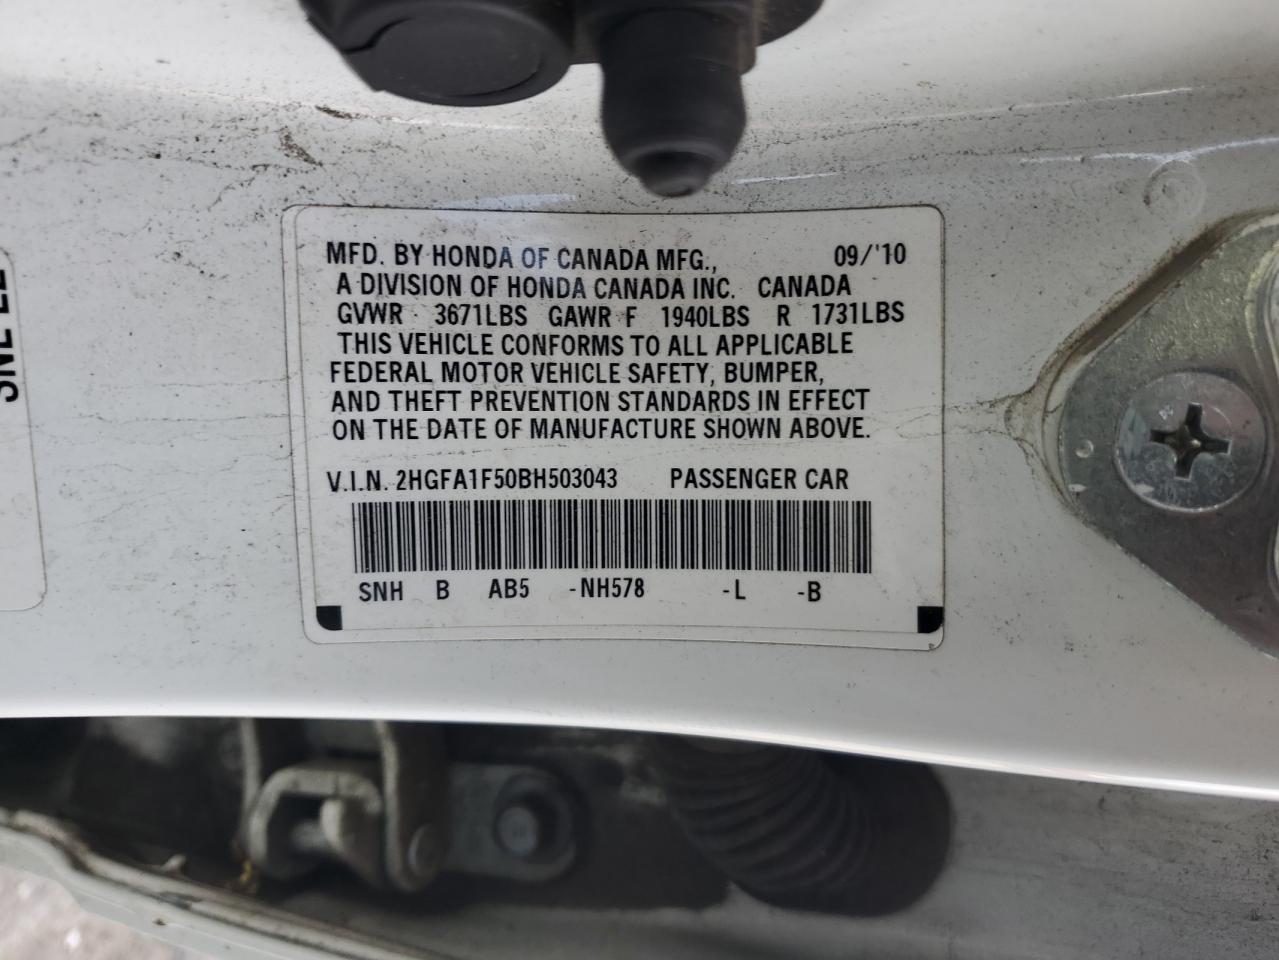 MFD. BY HONDA OF CANADA MFG., 09/'10
A DIVISION OF HONDA CANADA INC. CANADA
GVWR 3671LBS GAWR F 1940LBS R 1731LBS
THIS VEHICLE CONFORMS TO ALL APPLICABLE
FEDERAL MOTOR VEHICLE SAFETY, BUMPER,
AND THEFT PREVENTION STANDARDS IN EFFECT
ON THE DATE OF MANUFACTURE SHOWN ABOVE.
V.I.N. 2HGFA1F50BH503043 PASSENGER CAR
SNH B AB5 -NH578 -L -B